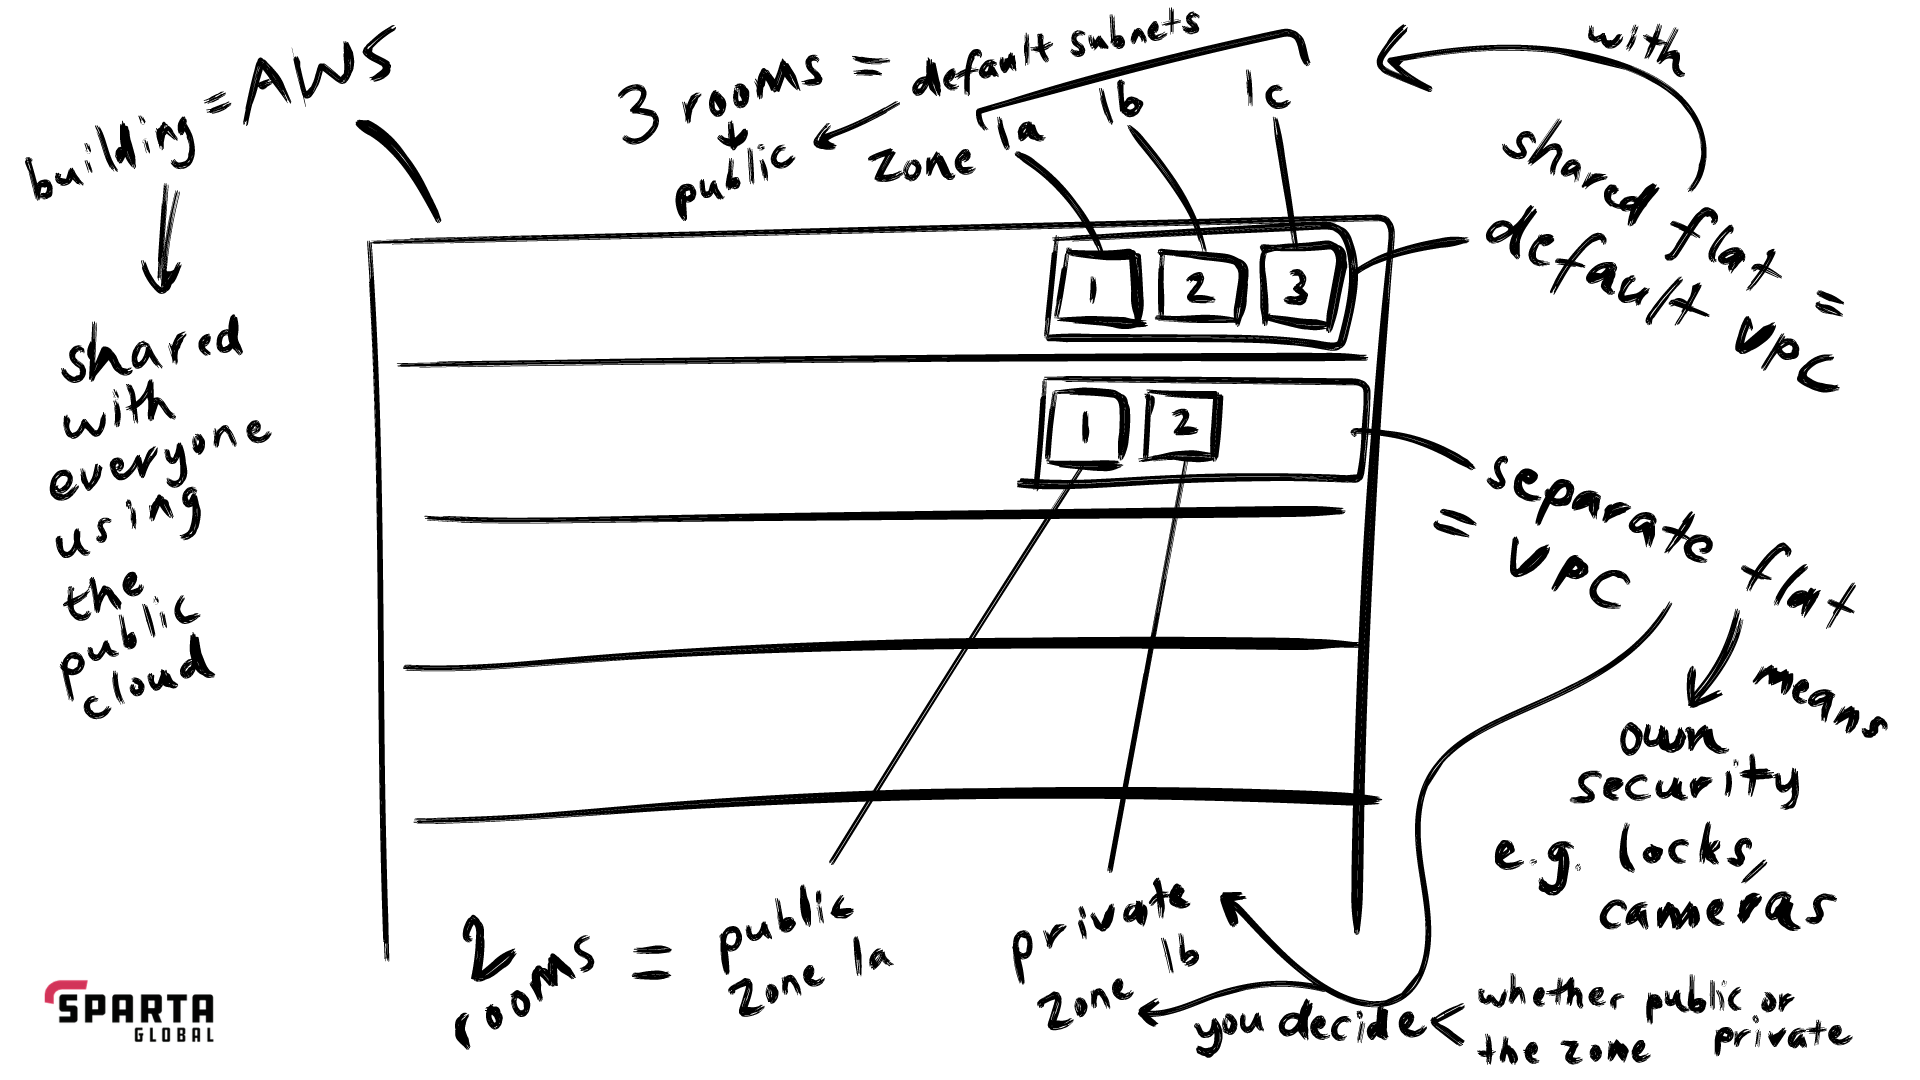 building = AWS
shared
with
everyone
using
the
public
cloud
3 rooms = default subnets
public
zone 1a 1b 1c
with
shared flat =
default VPC
1 2 3
1 2
separate flat
= VPC
means
own
security
e.g. locks,
cameras
2
rooms = public
zone 1a
private
zone 1b
you decide
whether public or
private
the zone
SPARTA
GLOBAL